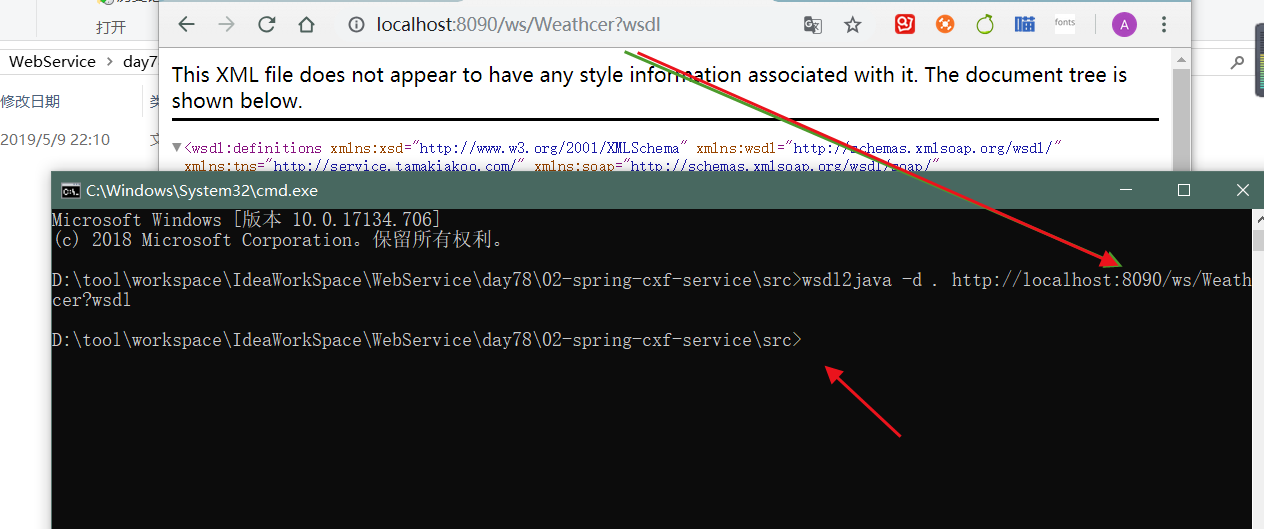 打开
localhost:8090/ws/Weathcer?wsdl
fonts
A
WebService > day7
This XML file does not appear to have any style information associated with it. The document tree is
shown below.
修改日期
2019/5/9 22:10
▼<wsdl:definitions xmlns:xsd="http://www.w3.org/2001/XMLSchema" xmlns:wsdl="http://schemas.xmlsoap.org/wsdl/"
xmlns:tns="http://service.tamakiakoo.com/" xmlns:soap="http://schemas.xmlsoap.org/wsdl/soap/"
C:\Windows\System32\cmd.exe
Microsoft Windows [版本 10.0.17134.706]
(c) 2018 Microsoft Corporation。保留所有权利。
D:\tool\workspace\IdeaWorkSpace\WebService\day78\02-spring-cxf-service\src>wsdl2java -d . http://localhost:8090/ws/Weath
cer?wsdl
D:\tool\workspace\IdeaWorkSpace\WebService\day78\02-spring-cxf-service\src>